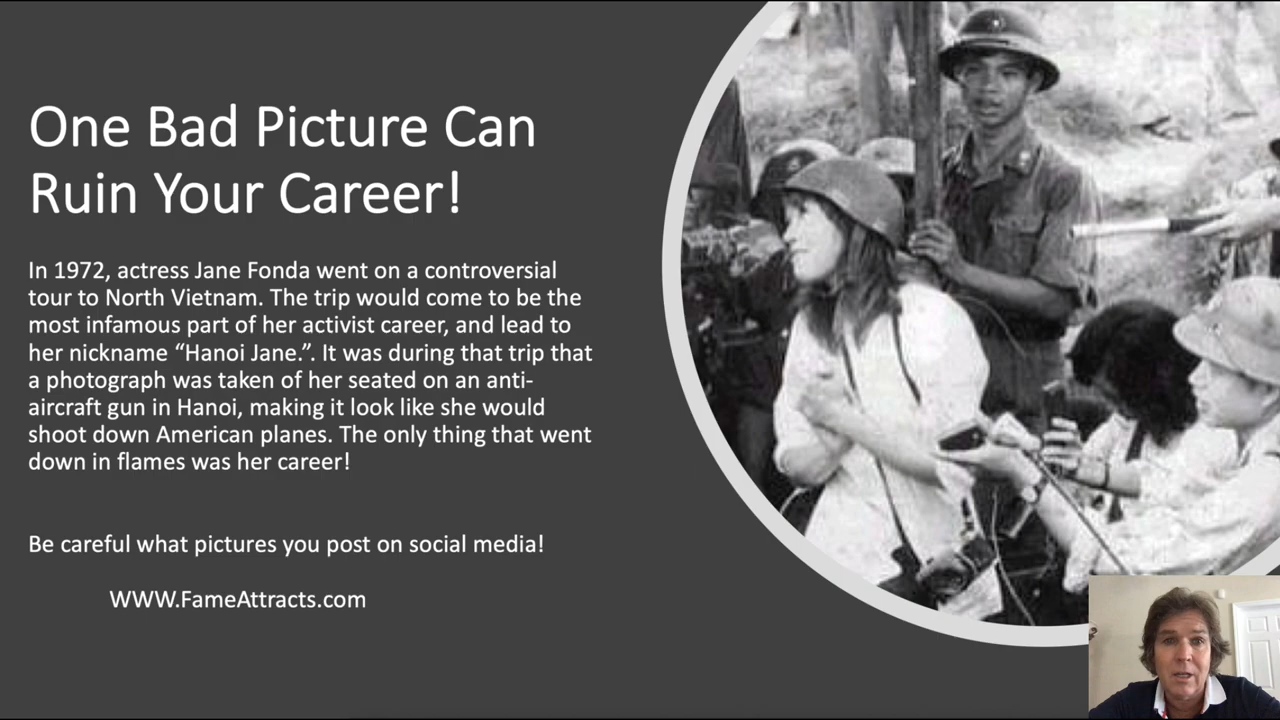 One Bad Picture Can
Ruin Your Career!
In 1972, actress Jane Fonda went on a controversial
tour to North Vietnam. The trip would come to be the
most infamous part of her activist career, and lead to
her nickname “Hanoi Jane.”. It was during that trip that
a photograph was taken of her seated on an anti-
aircraft gun in Hanoi, making it look like she would
shoot down American planes. The only thing that went
down in flames was her career!
Be careful what pictures you post on social media!
WWW.FameAttracts.com